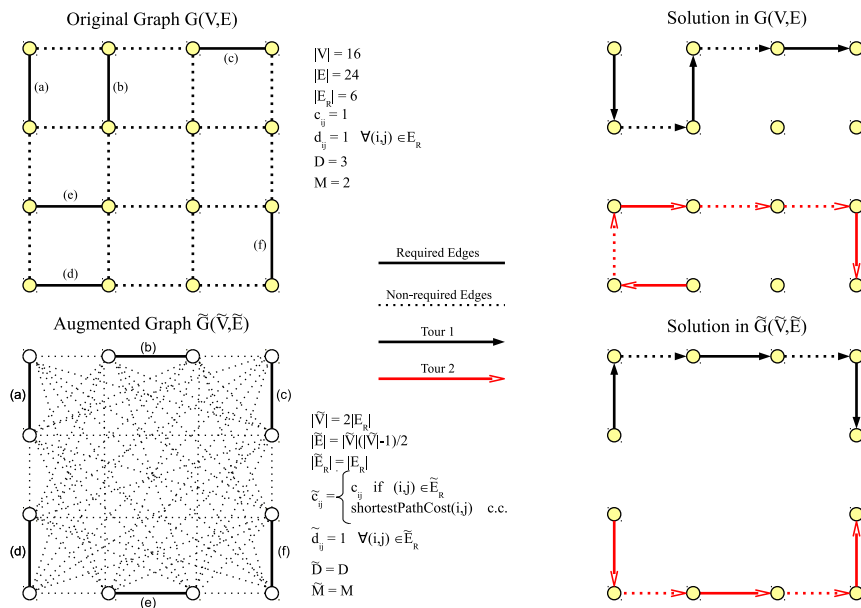 Original Graph G(V,E)
(a)
(b)
(c)
(e)
(f)
(d)
|V| = 16
|E| = 24
|E_R| = 6
c_ij = 1
d_ij = 1 ∀(i,j) ∈ E_R
D = 3
M = 2
Solution in G(V,E)
Required Edges
Non-required Edges
Tour 1
Tour 2
Augmented Graph G̃(Ṽ,Ẽ)
(b)
(a)
(c)
(d)
(f)
(e)
|Ṽ| = 2|E_R|
|Ẽ| = |Ṽ|(|Ṽ|-1)/2
|Ẽ_R| = |E_R|
c̃_ij = { c_ij if (i,j) ∈ Ẽ_R
shortestPathCost(i,j) c.c.
d̃_ij = 1 ∀(i,j) ∈ Ẽ_R
D̃ = D
M̃ = M
Solution in G̃(Ṽ,Ẽ)